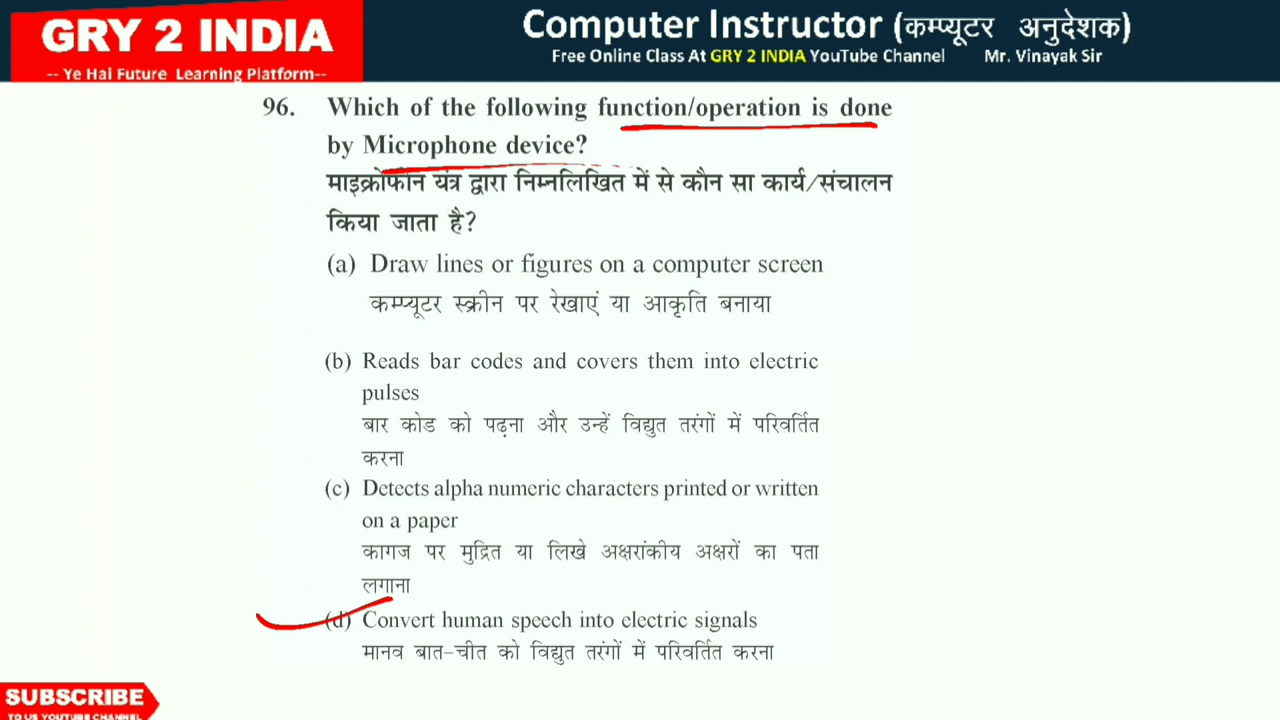 GRY 2 INDIA
-- Ye Hai Future Learning Platform--
Computer Instructor (कम्प्यूटर अनुदेशक)
Free Online Class At GRY 2 INDIA YouTube Channel Mr. Vinayak Sir
96. Which of the following function/operation is done
by Microphone device?
माइक्रोफोन यंत्र द्वारा निम्नलिखित में से कौन सा कार्य/संचालन
किया जाता है?
(a) Draw lines or figures on a computer screen
कम्प्यूटर स्क्रीन पर रेखाएं या आकृति बनाया
(b) Reads bar codes and covers them into electric
pulses
बार कोड को पढ़ना और उन्हें विद्युत तरंगों में परिवर्तित
करना
(c) Detects alpha numeric characters printed or written
on a paper
कागज पर मुद्रित या लिखे अक्षरांकीय अक्षरों का पता
लगाना
(d) Convert human speech into electric signals
मानव बात-चीत को विद्युत तरंगों में परिवर्तित करना
SUBSCRIBE
TO US YOUTUBE CHANNEL